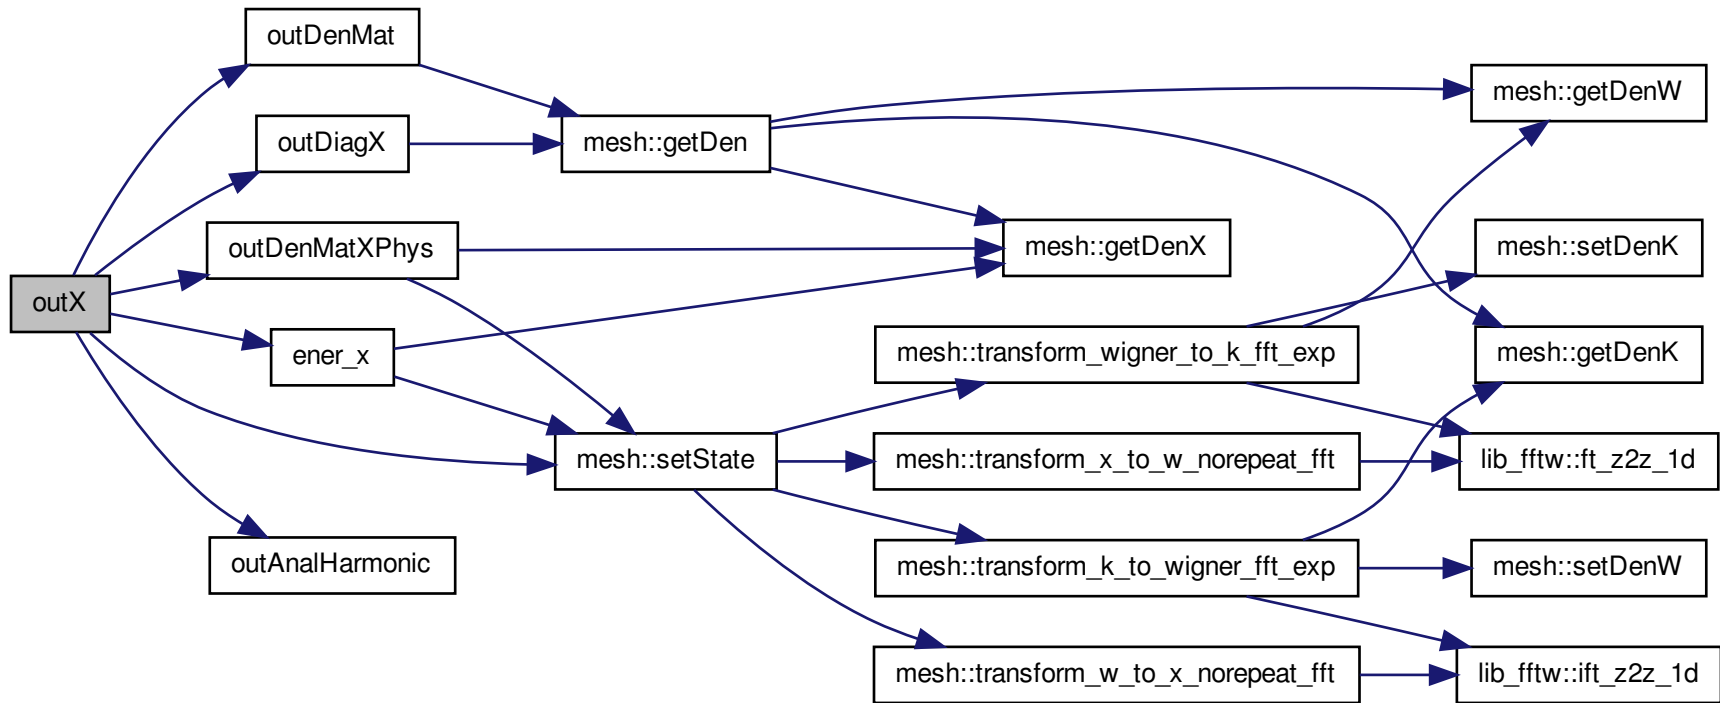 outX
outDenMat
outDiagX
outDenMatXPhys
ener_x
outAnalHarmonic
mesh::getDen
mesh::setState
mesh::getDenX
mesh::transform_wigner_to_k_fft_exp
mesh::transform_x_to_w_norepeat_fft
mesh::transform_k_to_wigner_fft_exp
mesh::transform_w_to_x_norepeat_fft
mesh::getDenW
mesh::setDenK
mesh::getDenK
lib_fftw::ft_z2z_1d
mesh::setDenW
lib_fftw::ift_z2z_1d